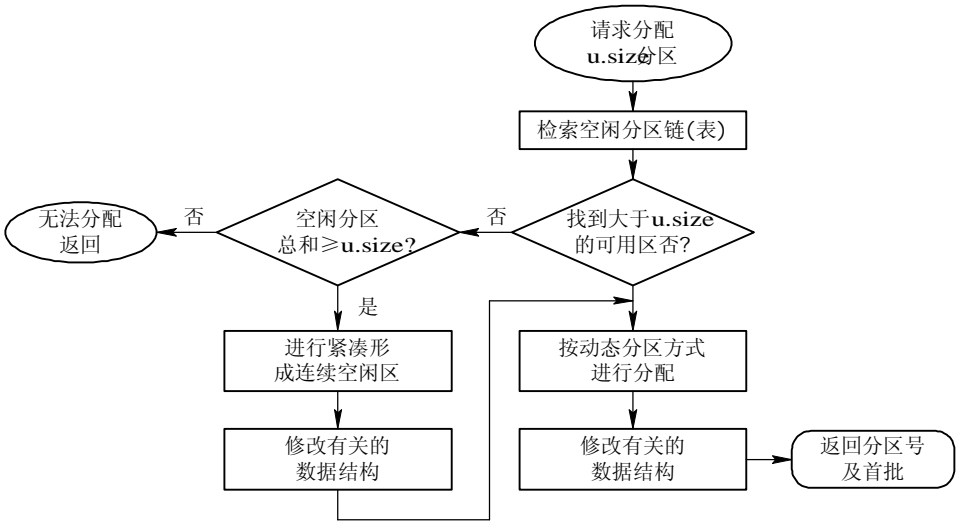 请求分配
u.size分区
检索空闲分区链(表)
找到大于u.size
的可用区否?
否
空闲分区
总和≥u.size?
否
无法分配
返回
是
进行紧凑形
成连续空闲区
修改有关的
数据结构
按动态分区方式
进行分配
修改有关的
数据结构
返回分区号
及首批